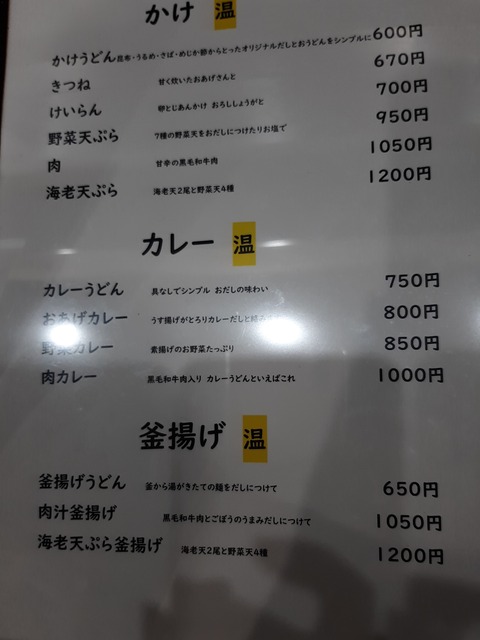 かけ 温
かけうどん 昆布・うるめ・さば・めじか節からとったオリジナルだしとおうどんをシンプルに 600円
きつね 甘く炊いたおあげさんと 670円
けいらん 卵とじあんかけ おろししょうがと 700円
野菜天ぷら 7種の野菜天をおだしにつけたりお塩で 950円
肉 甘辛の黒毛和牛肉 1050円
海老天ぷら 海老天2尾と野菜天4種 1200円
カレー 温
カレーうどん 具なしでシンプル おだしの味わい 750円
おあげカレー うす揚げがとろりカレーだしと 800円
野菜カレー 素揚げのお野菜たっぷり 850円
肉カレー 黒毛和牛肉入り カレーうどんといえばこれ 1000円
釜揚げ 温
釜揚げうどん 釜から湯がきたての麺をだしにつけて 650円
肉汁釜揚げ 黒毛和牛肉とごぼうのうまみだしにつけて 1050円
海老天ぷら釜揚げ 海老天2尾と野菜天4種 1200円